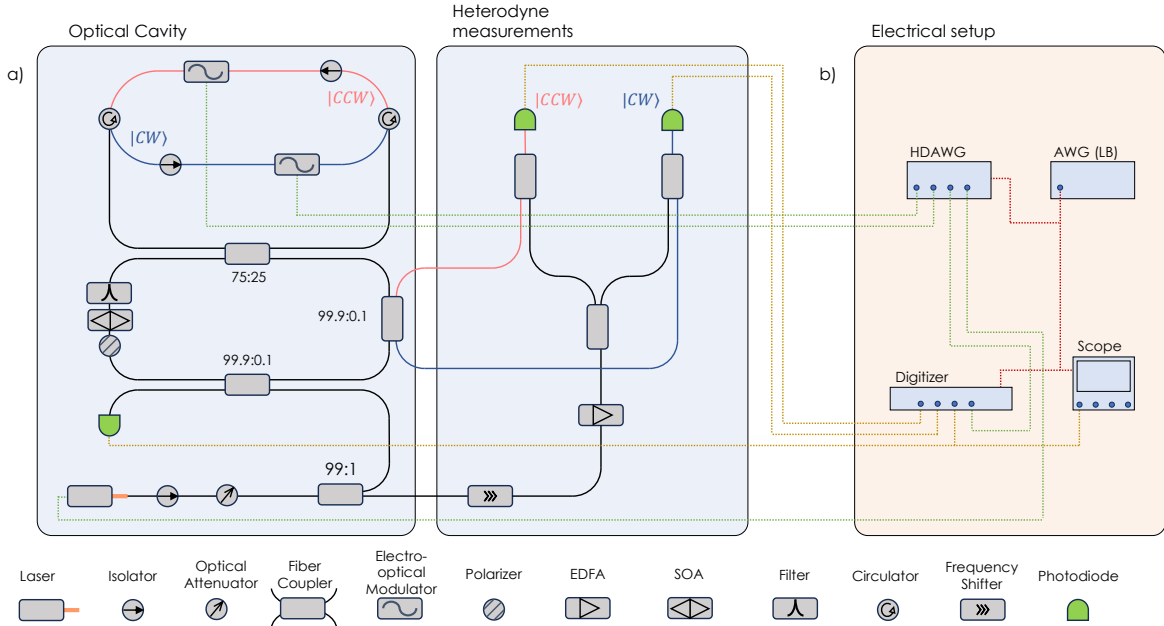 Optical Cavity
Heterodyne
measurements
Electrical setup
a)
b)
|CCW⟩
|CW⟩
|CCW⟩
|CW⟩
HDAWG
AWG (LB)
75:25
99.9:0.1
99.9:0.1
Scope
Digitizer
99:1
Laser
Isolator
Optical
Attenuator
Fiber
Coupler
Electro-
optical
Modulator
Polarizer
EDFA
SOA
Filter
Circulator
Frequency
Shifter
Photodiode